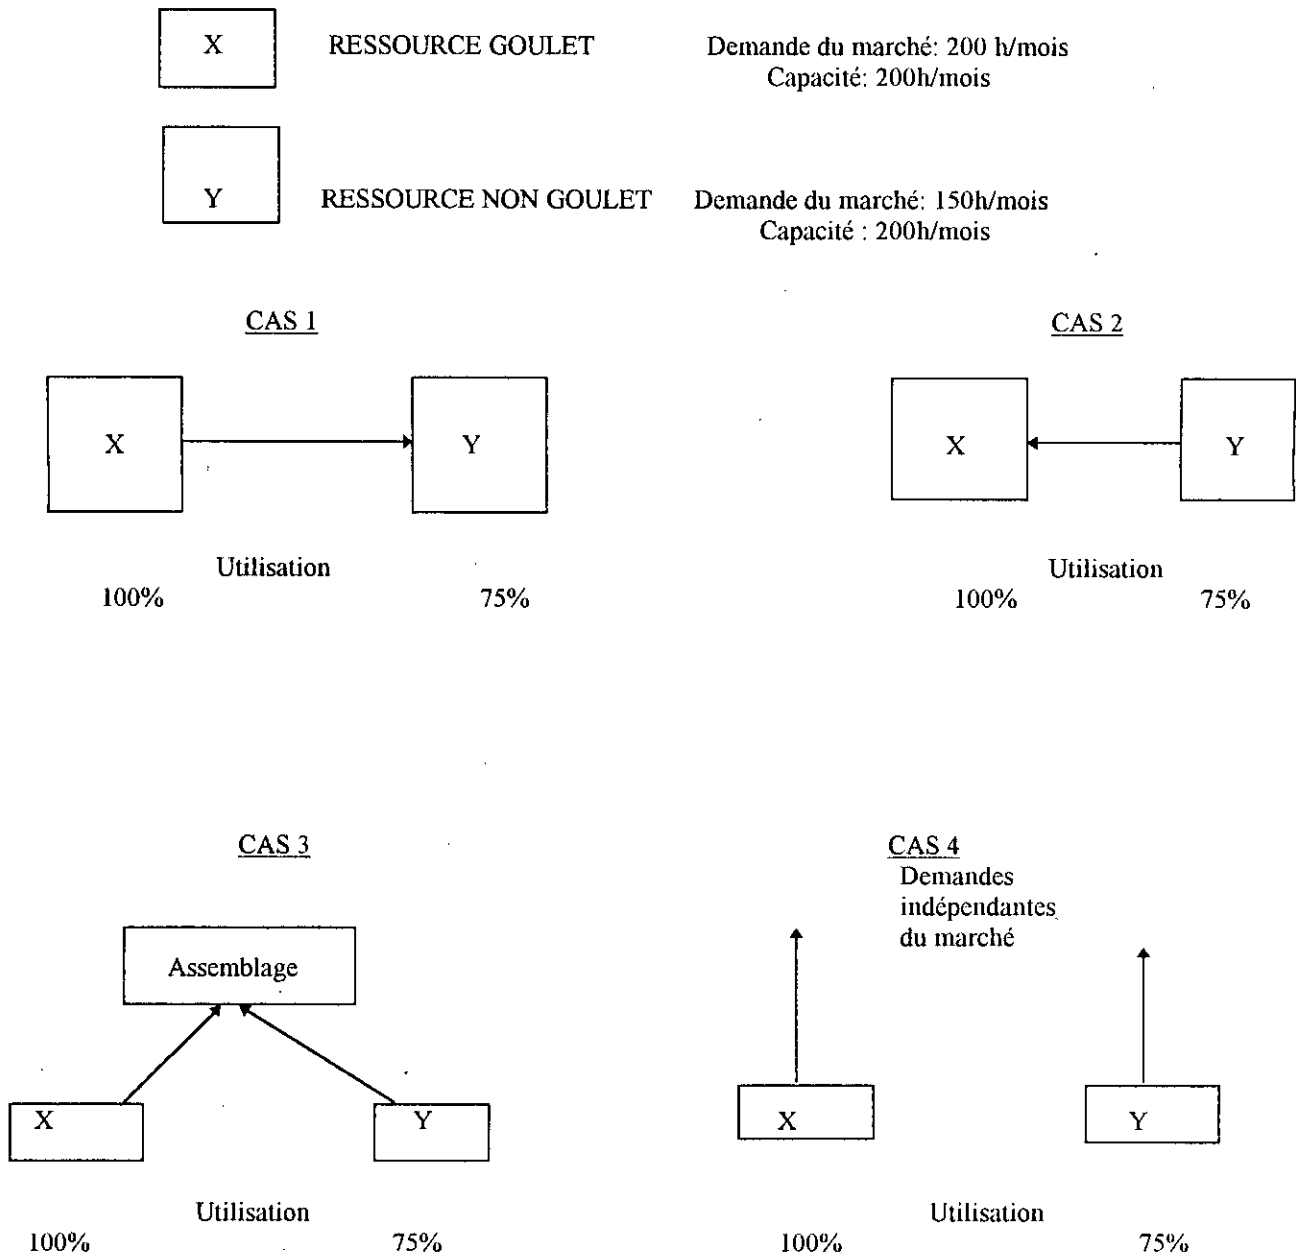 X RESSOURCE GOULET Demande du marché: 200 h/mois
Capacité: 200h/mois
Y RESSOURCE NON GOULET Demande du marché: 150h/mois
Capacité : 200h/mois
CAS 1
X Y
Utilisation
100% 75%
CAS 2
X Y
Utilisation
100% 75%
CAS 3
Assemblage
X Y
Utilisation
100% 75%
CAS 4
Demandes
indépendantes
du marché
X Y
Utilisation
100% 75%